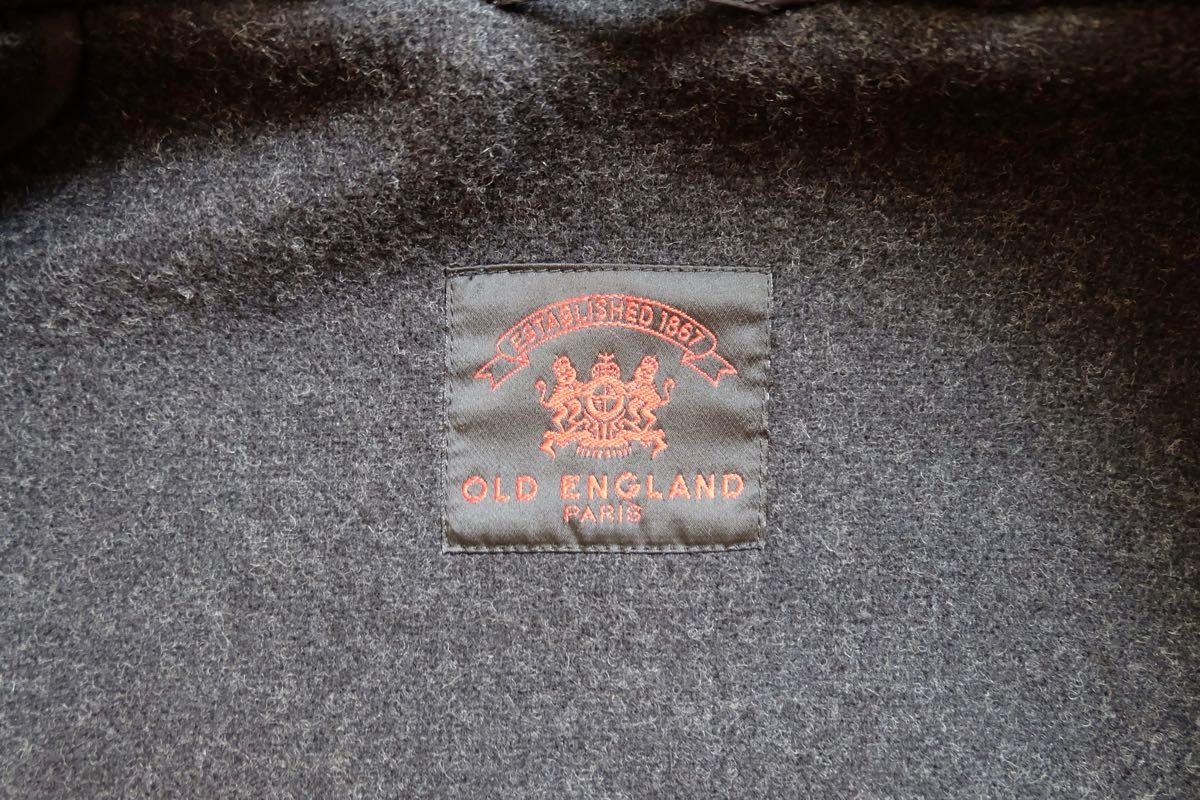 ESTABLISHED 1867
OLD ENGLAND
PARIS